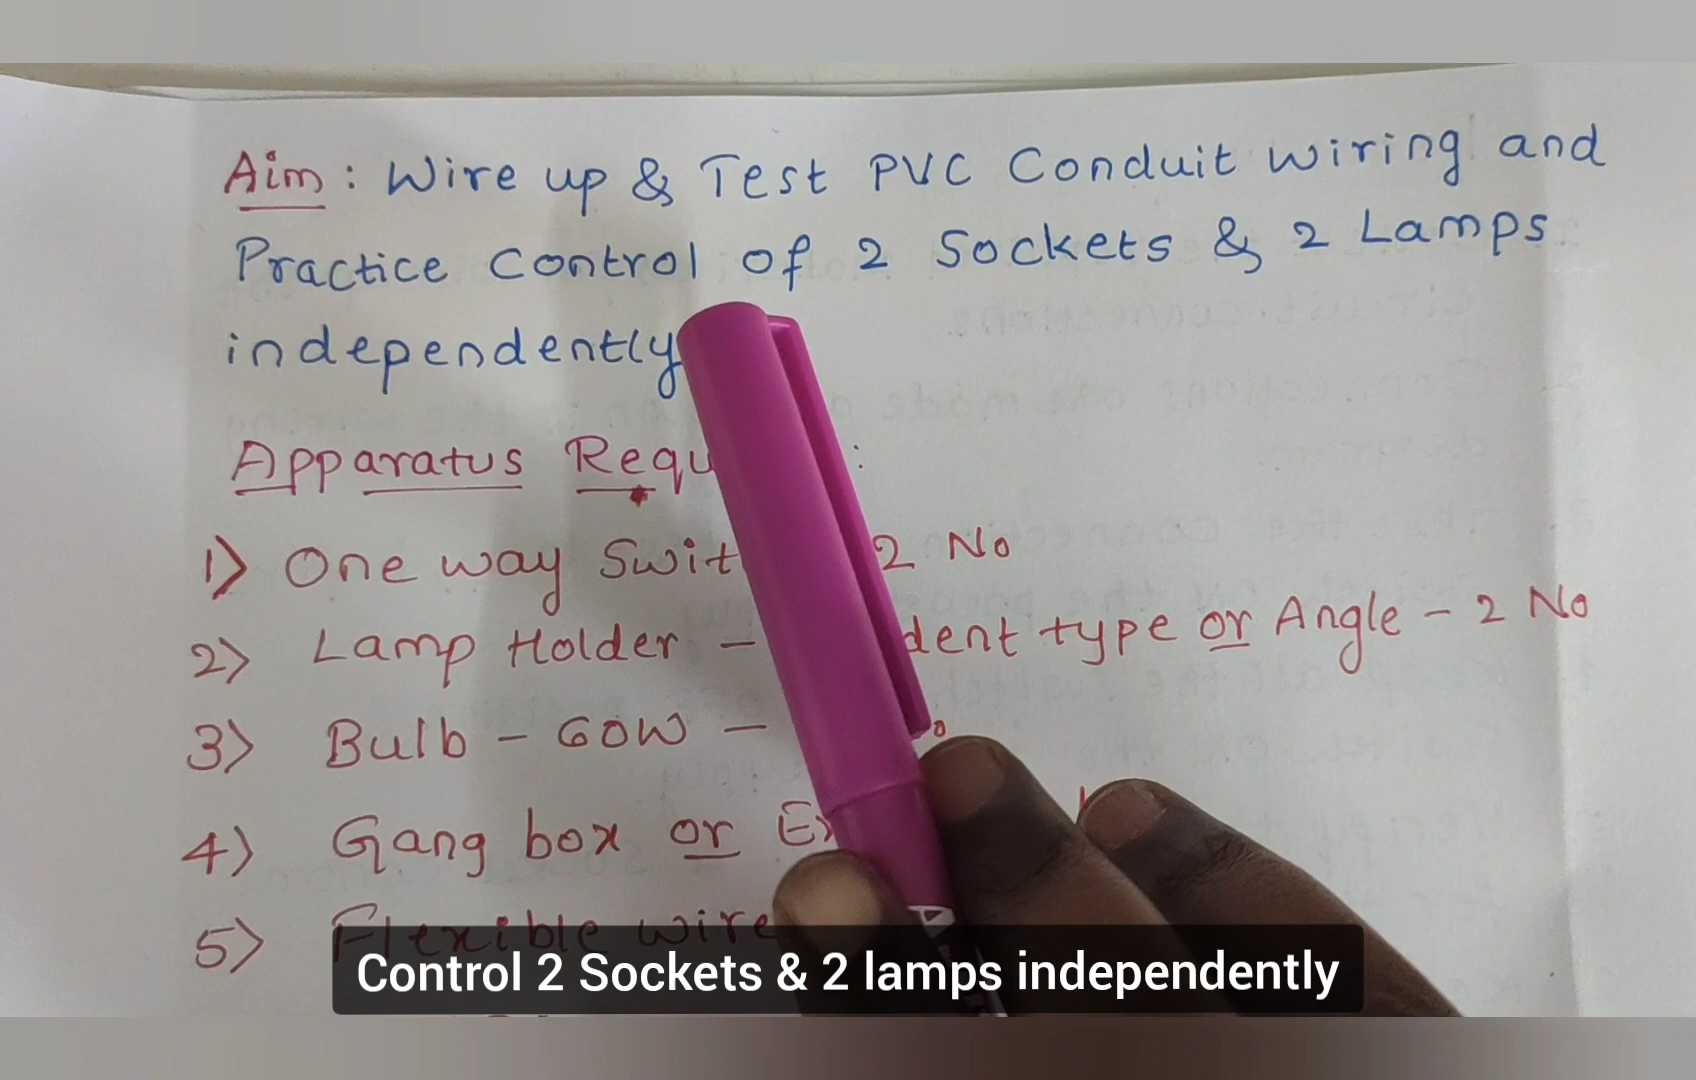 Aim: Wire up & Test PVC Conduit wiring and
Practice Control of 2 Sockets & 2 Lamps
independently
Apparatus :
1) One way 2 No
2) Lamp Holder - type or Angle - 2 No
3) Bulb - 60W -
4) Gang box or
5) Flexible wire
Control 2 Sockets & 2 lamps independently